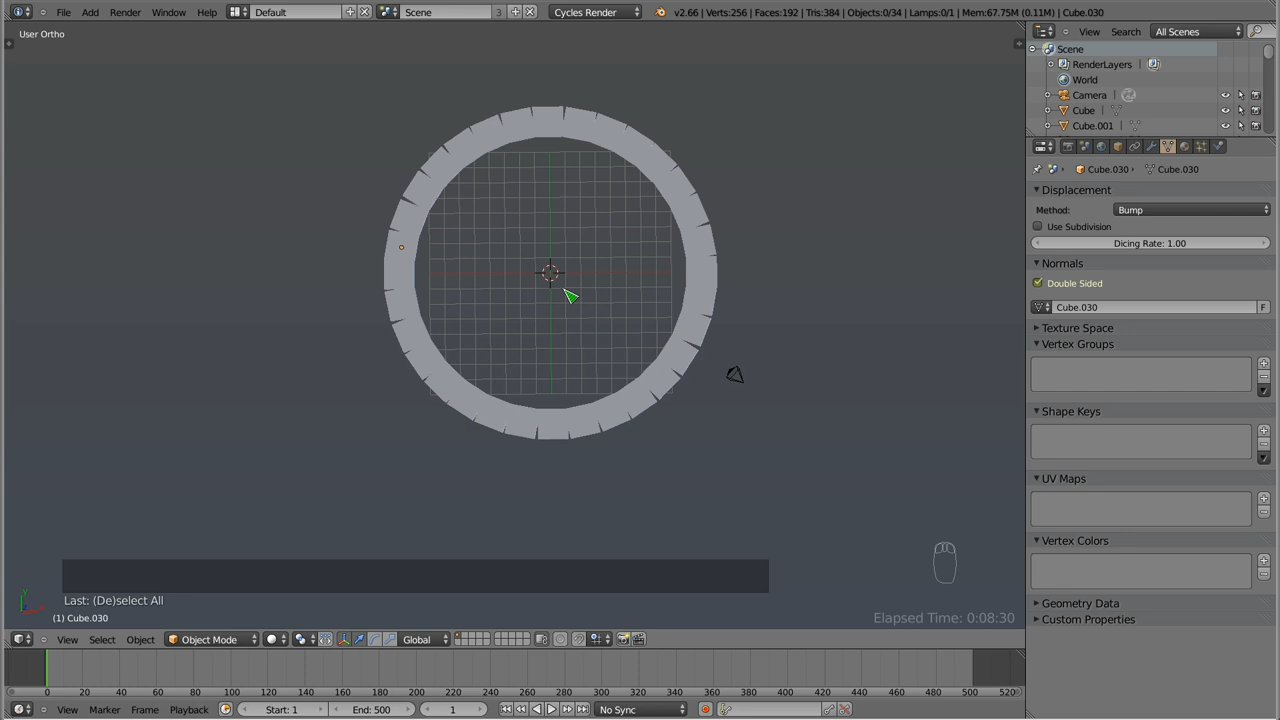 File Add Render Window Help Default Scene 3 Cycles Render v2.66 | Verts:256 | Faces:192 | Tris:384 | Objects:0/34 | Lamps:0/1 | Mem:67.75M (0.11M) | Cube.030
User Ortho
View Search All Scenes
Scene
RenderLayers
World
Camera
Cube
Cube.001
Cube.030 Cube.030
Displacement
Method: Bump
Use Subdivision
Dicing Rate: 1.00
Normals
Double Sided
Cube.030 F
Texture Space
Vertex Groups
Shape Keys
UV Maps
Vertex Colors
Geometry Data
Custom Properties
Last: (De)select All
(1) Cube.030
Elapsed Time: 0:08:30
View Select Object Object Mode Global
0 20 40 60 80 100 120 140 160 180 200 220 240 260 280 300 320 340 360 380 400 420 440 460 480 500 520
View Marker Frame Playback Start: 1 End: 500 1 No Sync